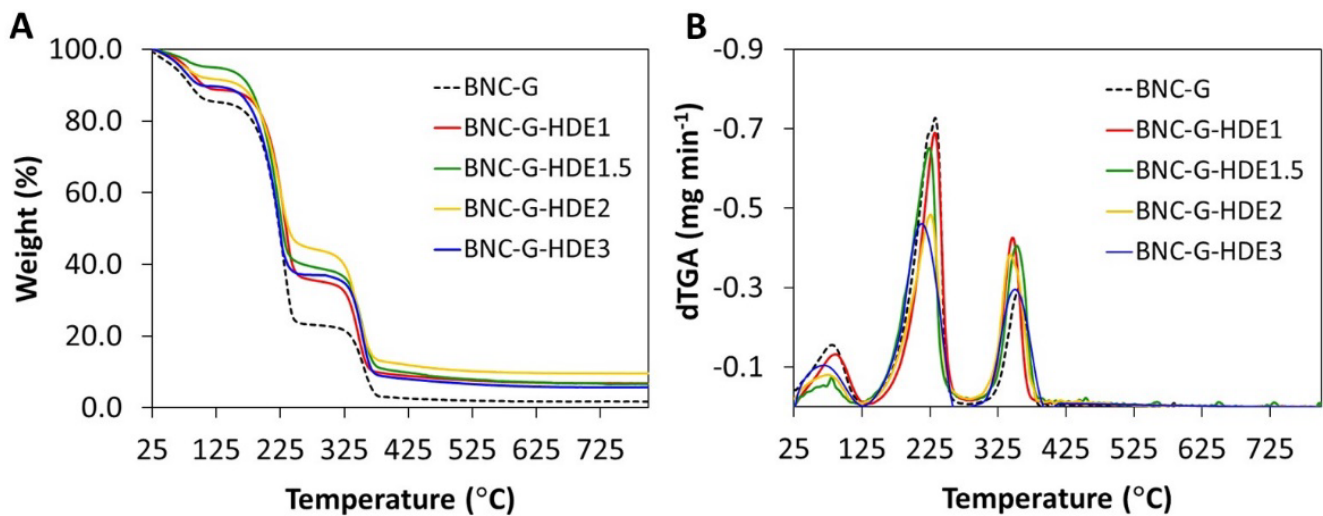 A
100.0
80.0
60.0
40.0
20.0
0.0
Weight (%)
25 125 225 325 425 525 625 725
Temperature (°C)
BNC-G
BNC-G-HDE1
BNC-G-HDE1.5
BNC-G-HDE2
BNC-G-HDE3
B
-0.9
-0.7
-0.5
-0.3
-0.1
dTGA (mg min⁻¹)
25 125 225 325 425 525 625 725
Temperature (°C)
BNC-G
BNC-G-HDE1
BNC-G-HDE1.5
BNC-G-HDE2
BNC-G-HDE3